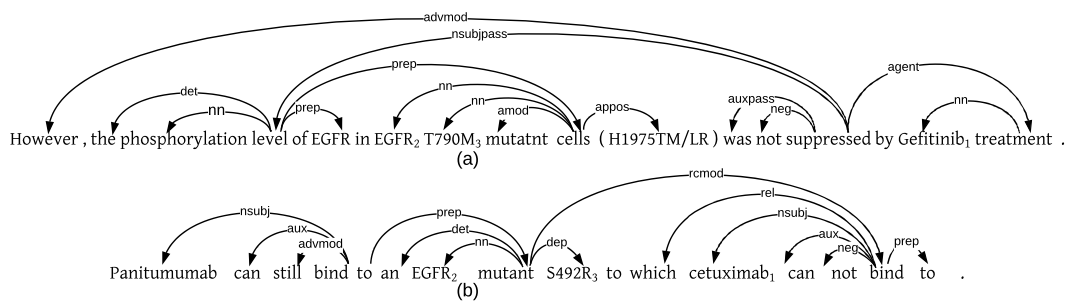 advmod
nsubjpass
prep
agent
det
nn
prep
nn
nn
amod
appos
auxpass
neg
nn
However , the phosphorylation level of EGFR in EGFR₂ T790M₃ mutatnt cells ( H1975TM/LR ) was not suppressed by Gefitinib₁ treatment .
(a)
rcmod
rel
nsubj
aux
advmod
prep
det
nn
dep
nsubj
aux
neg
prep
Panitumumab can still bind to an EGFR₂ mutant S492R₃ to which cetuximab₁ can not bind to .
(b)